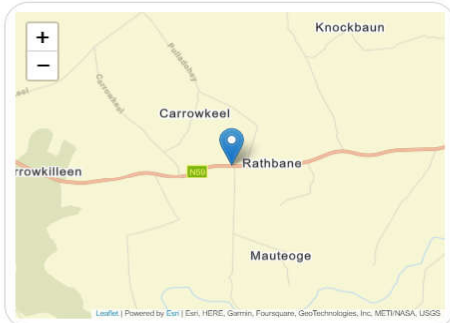 +
−
Knockbaun
Pulladohey
Carrowkeel
Carrowkeel
rrowkilleen
N59
Rathbane
Mauteoge
Leaflet | Powered by Esri | Esri, HERE, Garmin, Foursquare, GeoTechnologies, Inc, METI/NASA, USGS